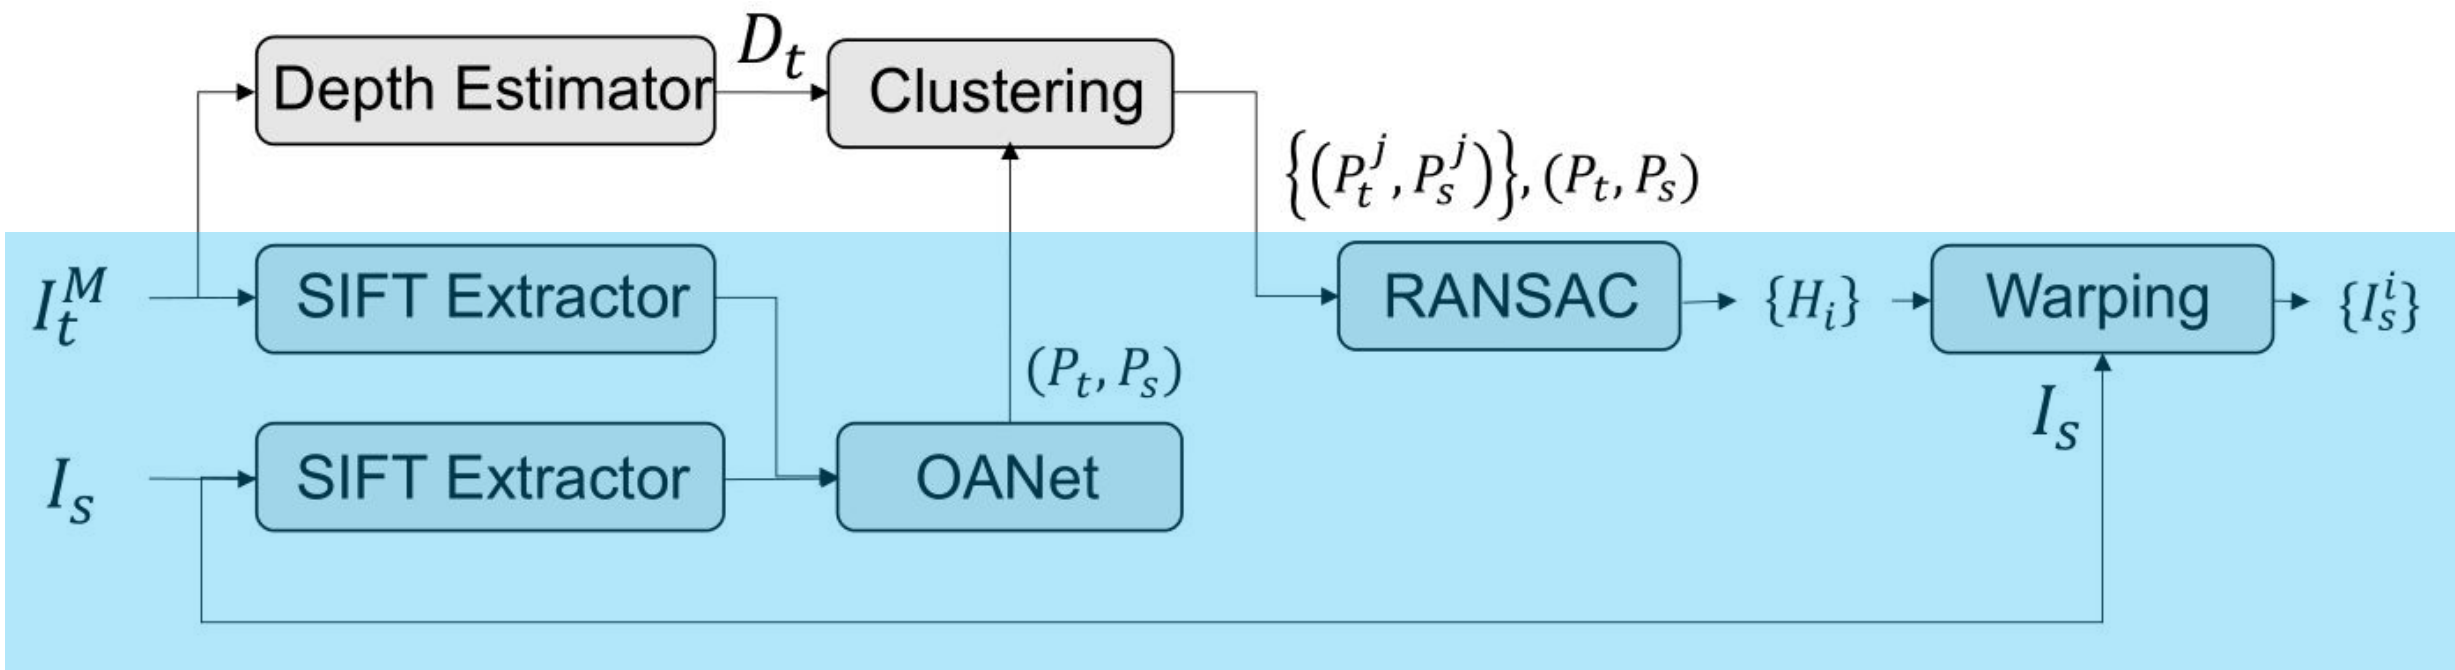 Depth Estimator
D_t
Clustering
{(P_t^j, P_s^j)}, (P_t, P_s)
I_t^M
SIFT Extractor
RANSAC
{H_i}
Warping
{I_s^i}
(P_t, P_s)
I_s
I_s
SIFT Extractor
OANet